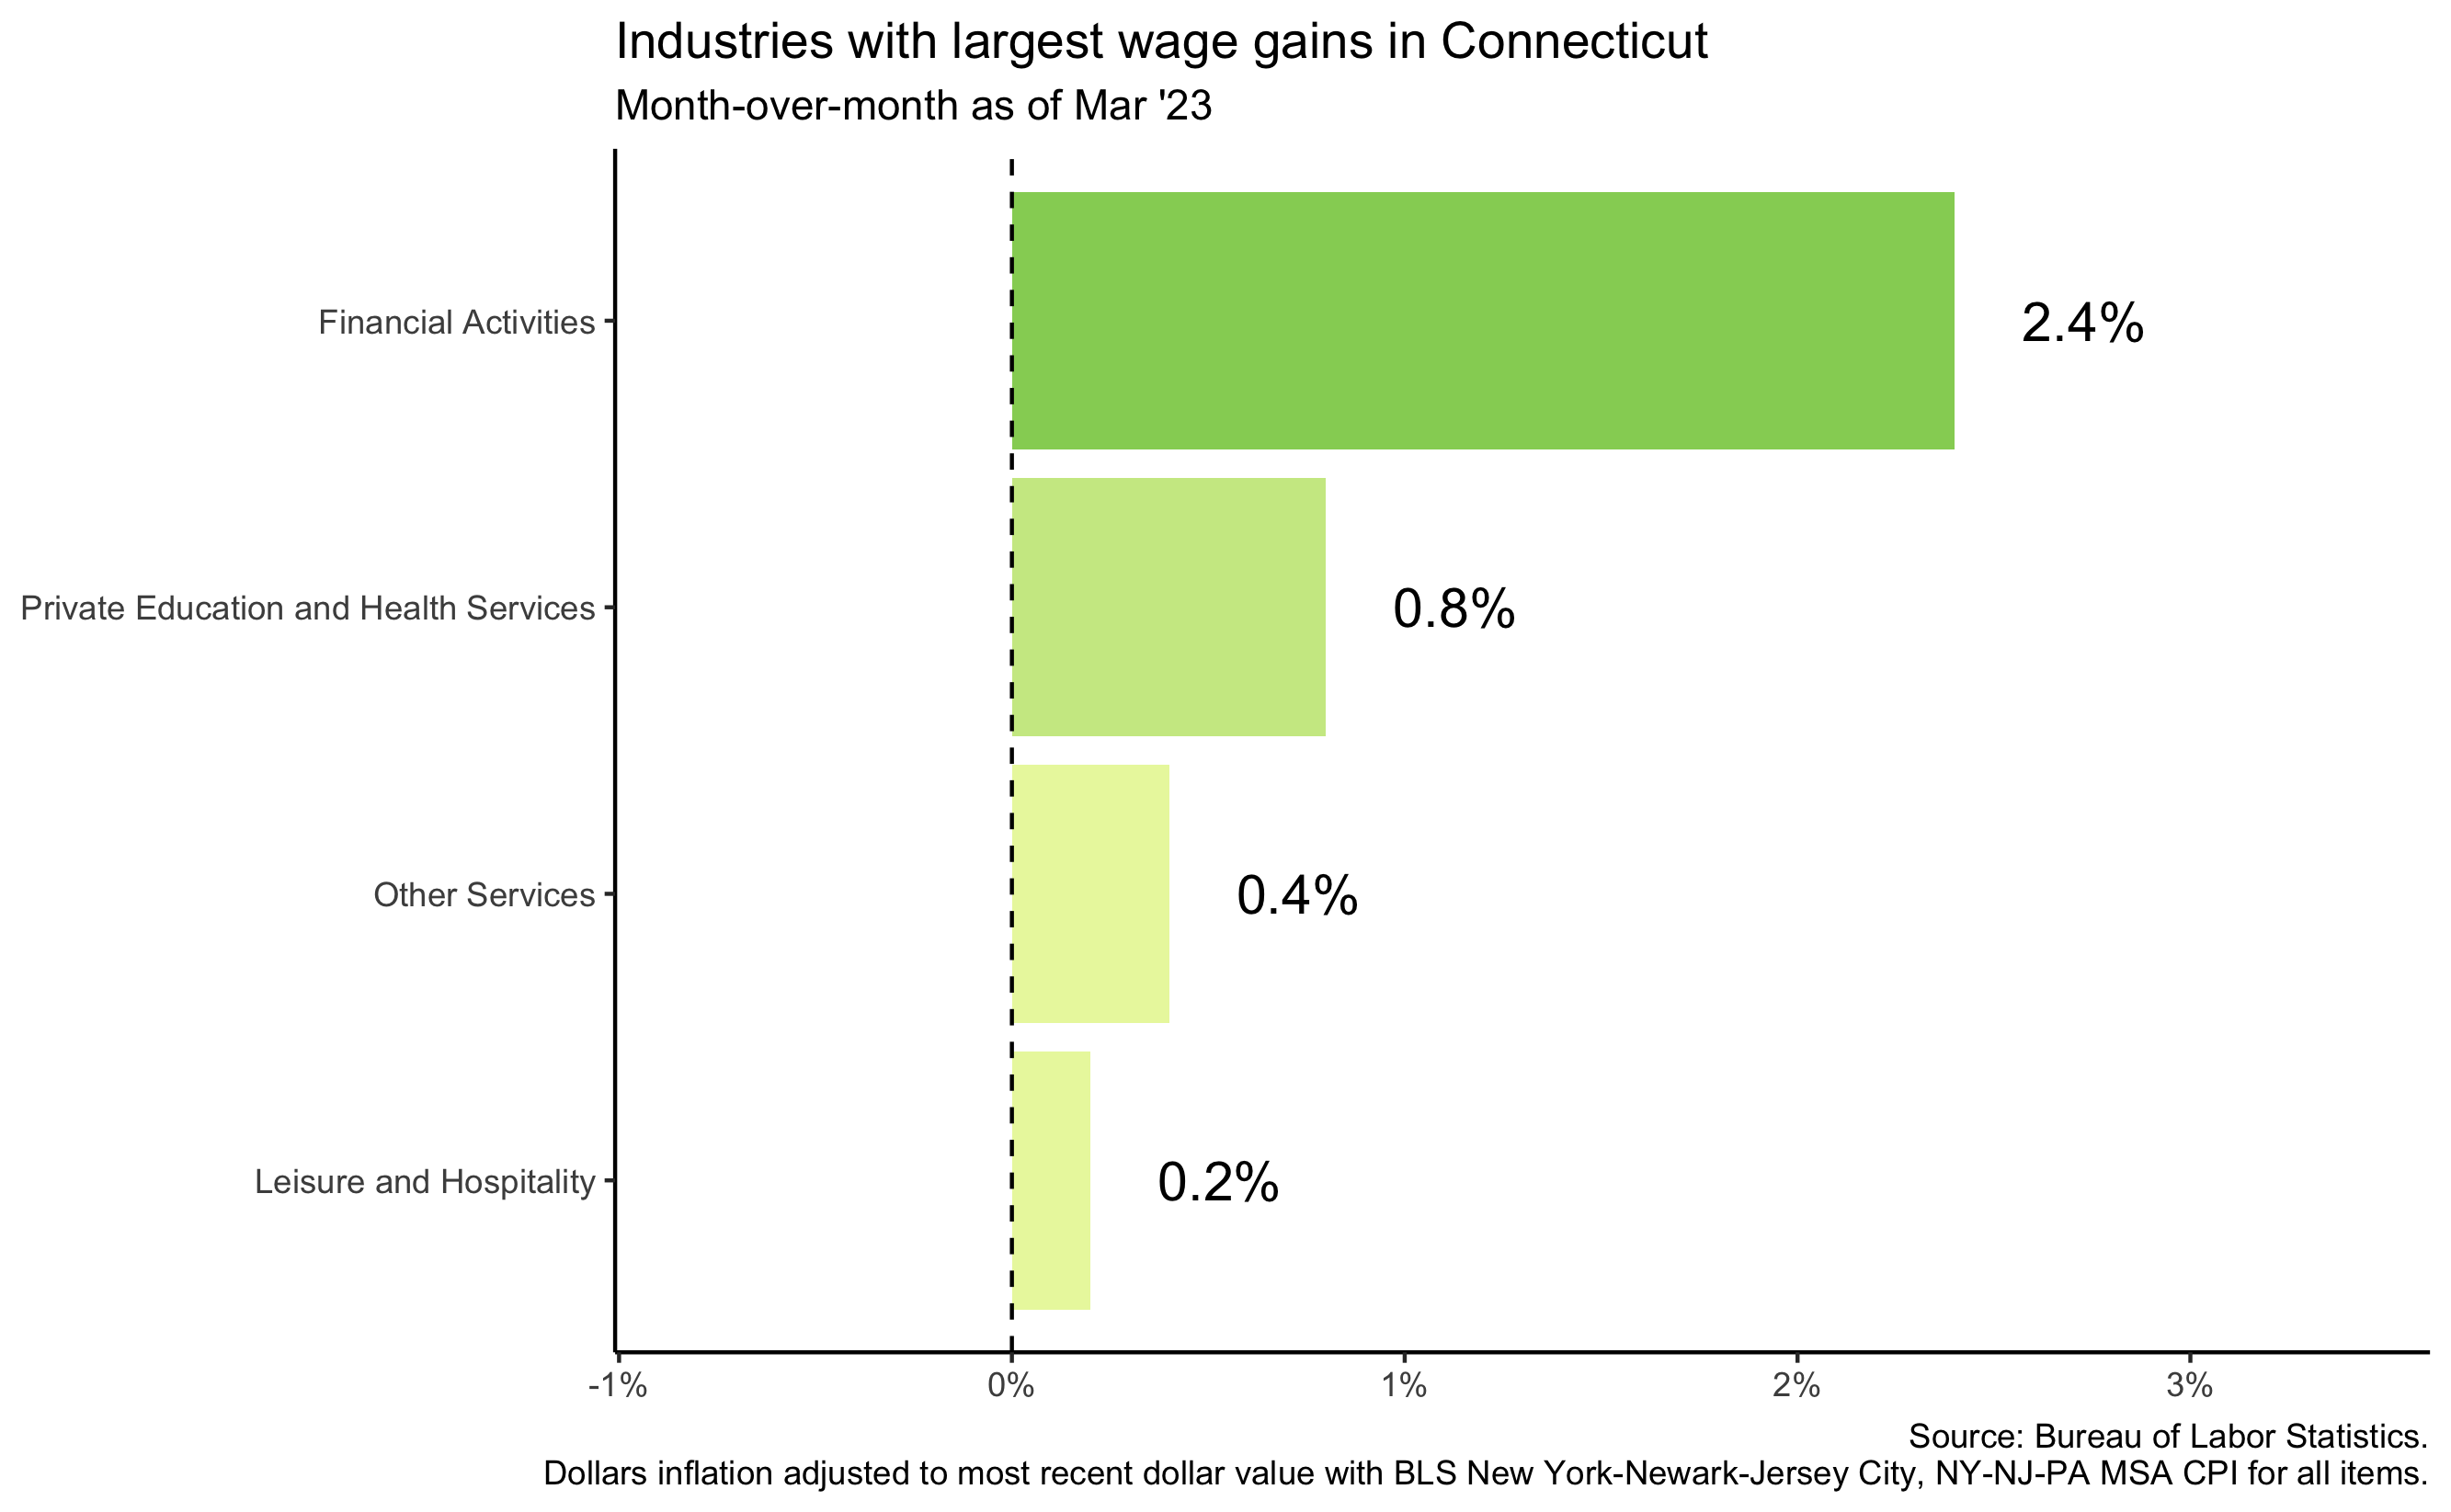 Industries with largest wage gains in Connecticut
Month-over-month as of Mar '23
Financial Activities
2.4%
Private Education and Health Services
0.8%
Other Services
0.4%
Leisure and Hospitality
0.2%
-1%
0%
1%
2%
3%
Source: Bureau of Labor Statistics.
Dollars inflation adjusted to most recent dollar value with BLS New York-Newark-Jersey City, NY-NJ-PA MSA CPI for all items.